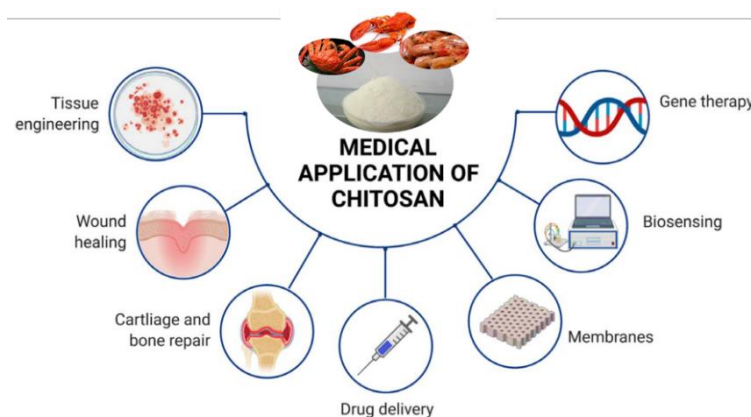 MEDICAL
APPLICATION OF
CHITOSAN
Tissue
engineering
Wound
healing
Cartliage and
bone repair
Drug delivery
Membranes
Biosensing
Gene therapy